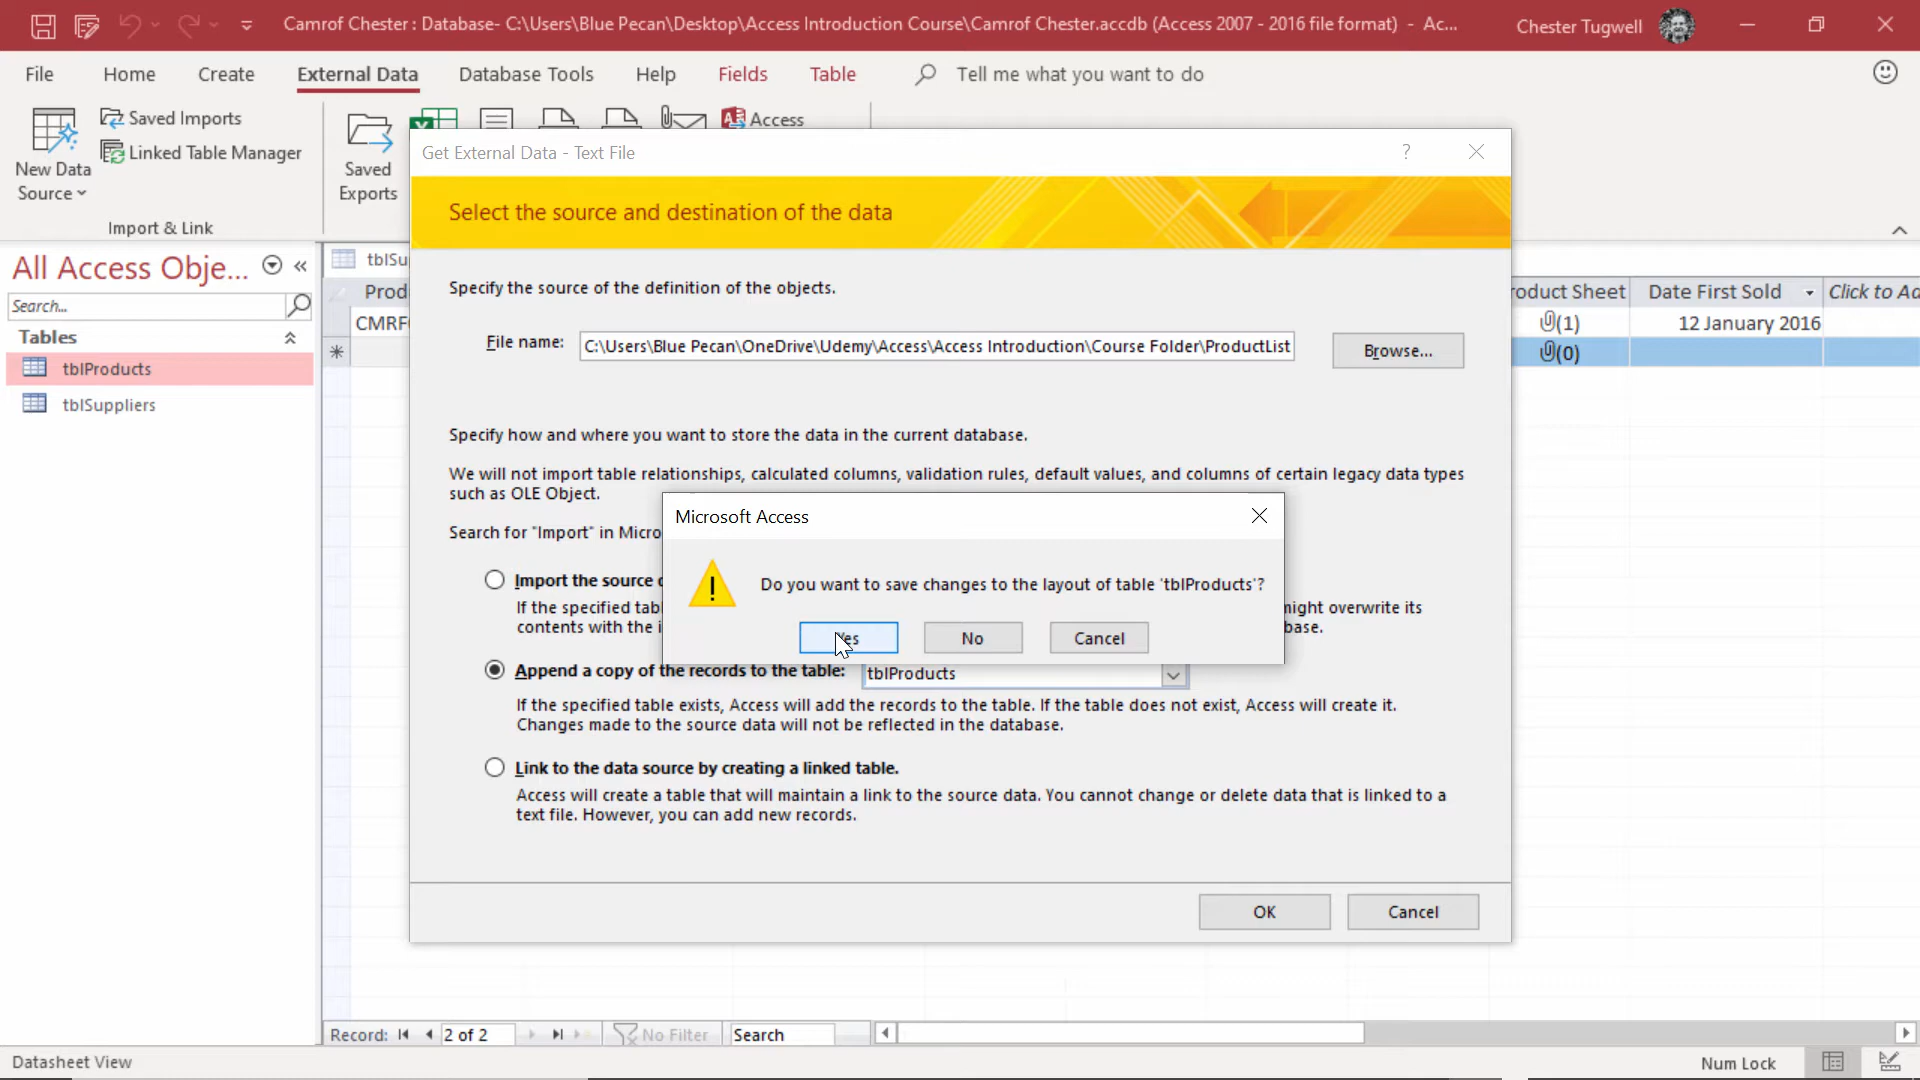 Camrof Chester : Database- C:\Users\Blue Pecan\Desktop\Access Introduction Course\Camrof Chester.accdb (Access 2007 - 2016 file format) - Ac...
Chester Tugwell
File
Home
Create
External Data
Database Tools
Help
Fields
Table
Tell me what you want to do
New Data
Source
Saved Imports
Linked Table Manager
Import & Link
Saved
Exports
Access
Get External Data - Text File
?
Select the source and destination of the data
Specify the source of the definition of the objects.
File name:
C:\Users\Blue Pecan\OneDrive\Udemy\Access\Access Introduction\Course Folder\ProductList
Browse...
Specify how and where you want to store the data in the current database.
We will not import table relationships, calculated columns, validation rules, default values, and columns of certain legacy data types
such as OLE Object.
Search for "Import" in Micro
Import the source
If the specified tab
might overwrite its
contents with the i
base.
Microsoft Access
Do you want to save changes to the layout of table 'tblProducts'?
Yes
No
Cancel
Append a copy of the records to the table:
tblProducts
If the specified table exists, Access will add the records to the table. If the table does not exist, Access will create it.
Changes made to the source data will not be reflected in the database.
Link to the data source by creating a linked table.
Access will create a table that will maintain a link to the source data. You cannot change or delete data that is linked to a
text file. However, you can add new records.
OK
Cancel
All Access Obje...
Search...
Tables
tblProducts
tblSuppliers
tblSu
Prod
CMRF
oduct Sheet
Date First Sold
Click to Ad
(1)
12 January 2016
(0)
Record:
2 of 2
No Filter
Search
Datasheet View
Num Lock